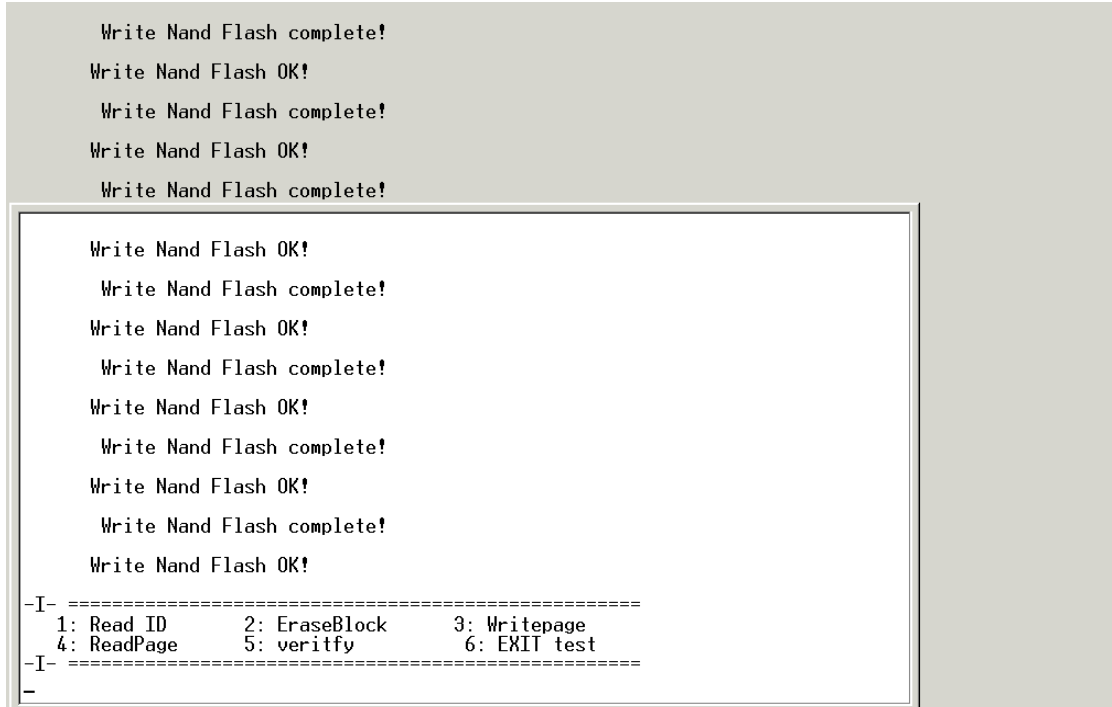 Write Nand Flash complete!
Write Nand Flash OK!
Write Nand Flash complete!
Write Nand Flash OK!
Write Nand Flash complete!
Write Nand Flash OK!
Write Nand Flash complete!
Write Nand Flash OK!
Write Nand Flash complete!
Write Nand Flash OK!
Write Nand Flash complete!
Write Nand Flash OK!
Write Nand Flash complete!
Write Nand Flash OK!
-I- ====================================================
1: Read ID 2: EraseBlock 3: Writepage
4: ReadPage 5: veritfy 6: EXIT test
-I- ====================================================
_